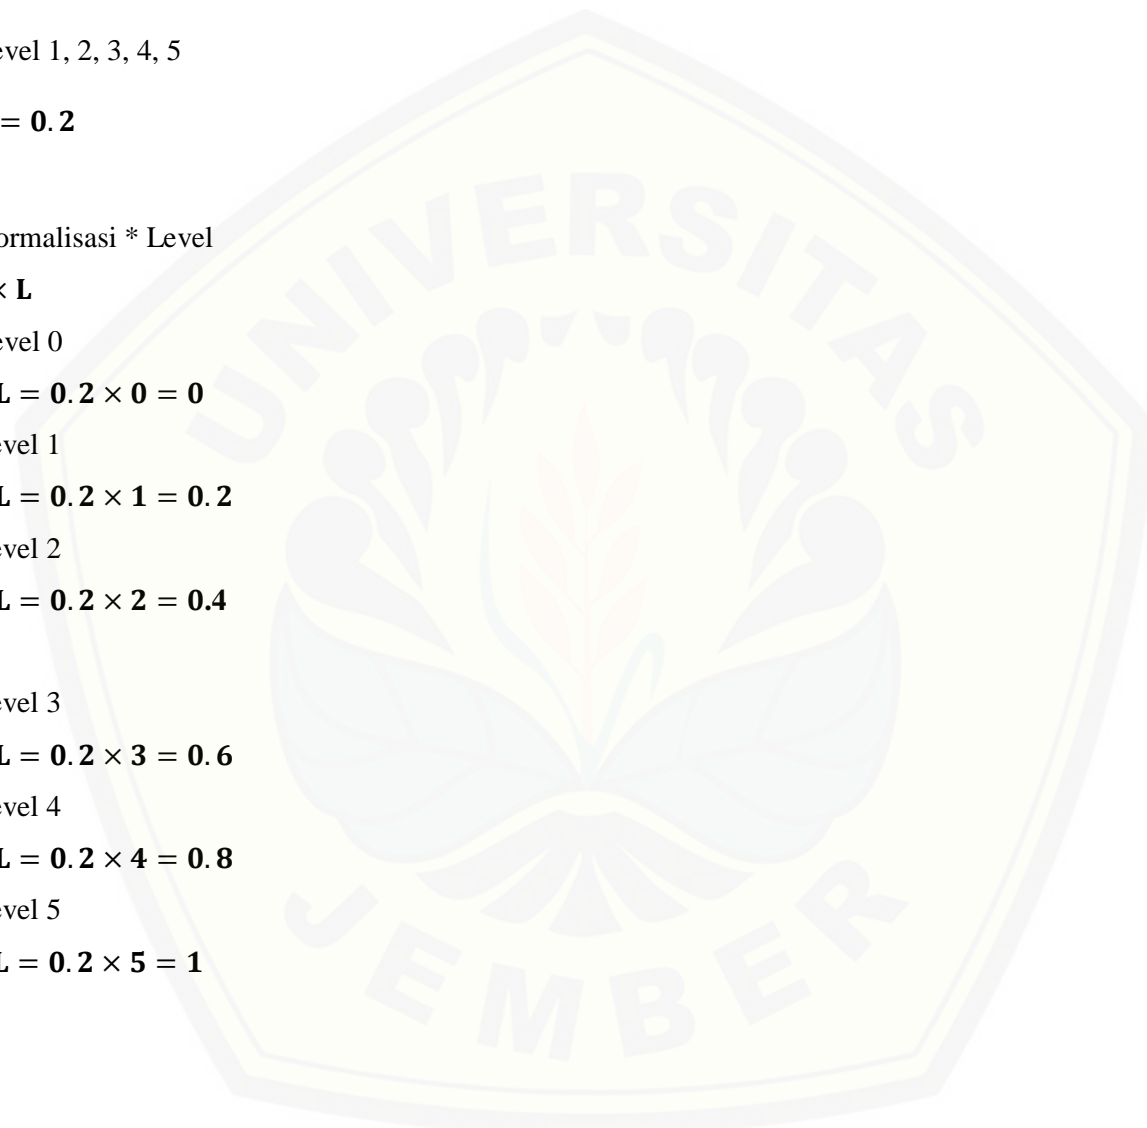 evel 1, 2, 3, 4, 5
= 0.2
ormalisasi * Level
× L
evel 0
L = 0.2 × 0 = 0
evel 1
L = 0.2 × 1 = 0.2
evel 2
L = 0.2 × 2 = 0.4
evel 3
L = 0.2 × 3 = 0.6
evel 4
L = 0.2 × 4 = 0.8
evel 5
L = 0.2 × 5 = 1
UNIVERSITAS
JEMBER